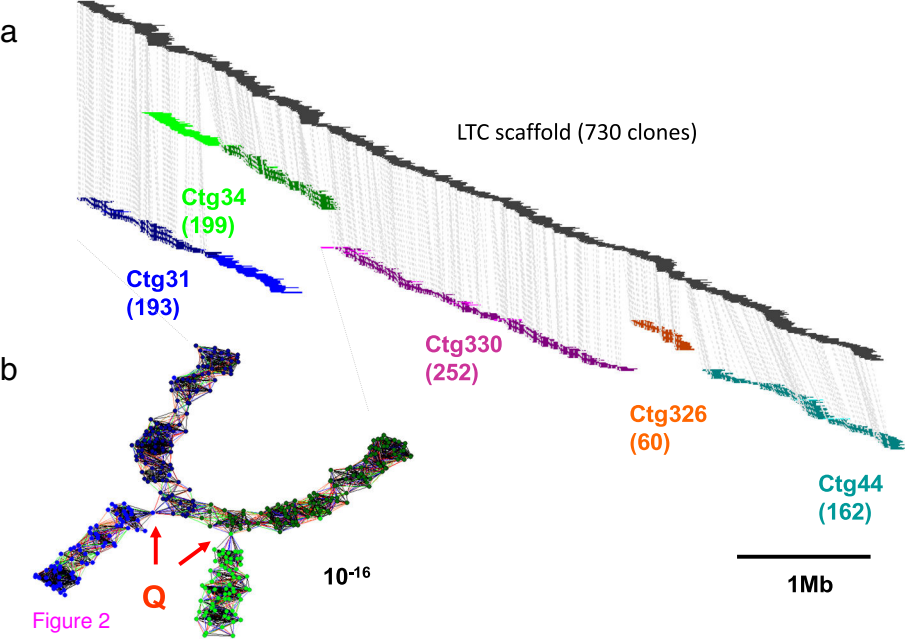 a
LTC scaffold (730 clones)
Ctg34
(199)
Ctg31
(193)
Ctg330
(252)
Ctg326
(60)
Ctg44
(162)
b
Q
10-16
1Mb
Figure 2